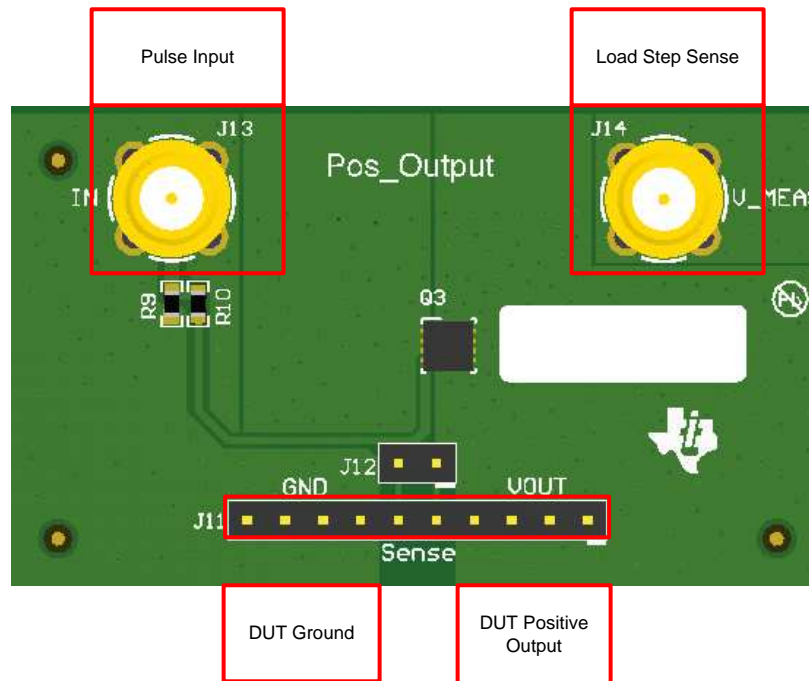 Pulse Input
Load Step Sense
J13
J14
Pos_Output
IN
V_MEA
R9
R10
Q3
J12
GND
VOUT
J11
Sense
DUT Ground
DUT Positive
Output